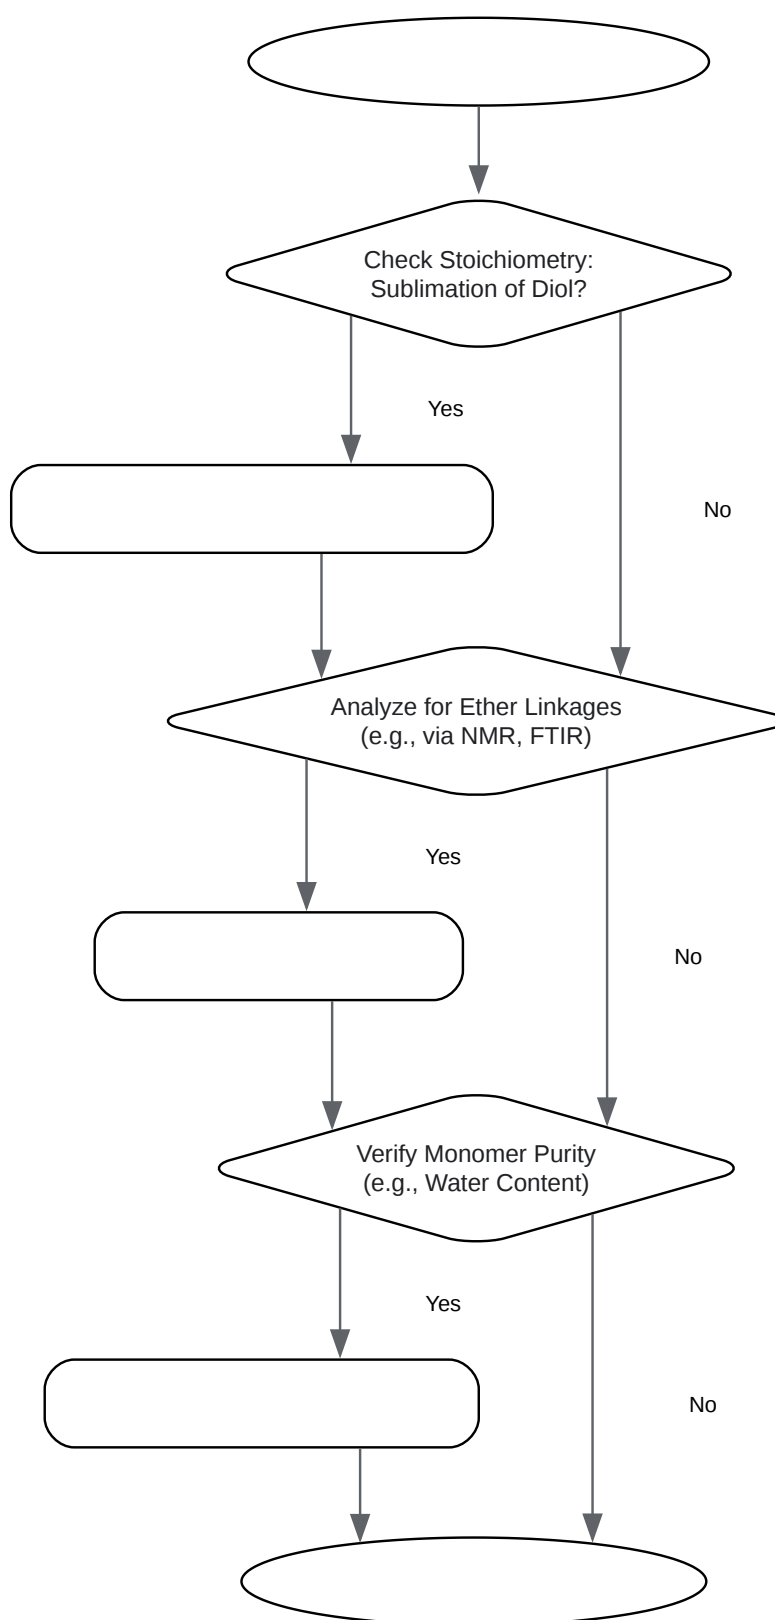 Check Stoichiometry:
Sublimation of Diol?
Yes
No
Analyze for Ether Linkages
(e.g., via NMR, FTIR)
Yes
No
Verify Monomer Purity
(e.g., Water Content)
Yes
No